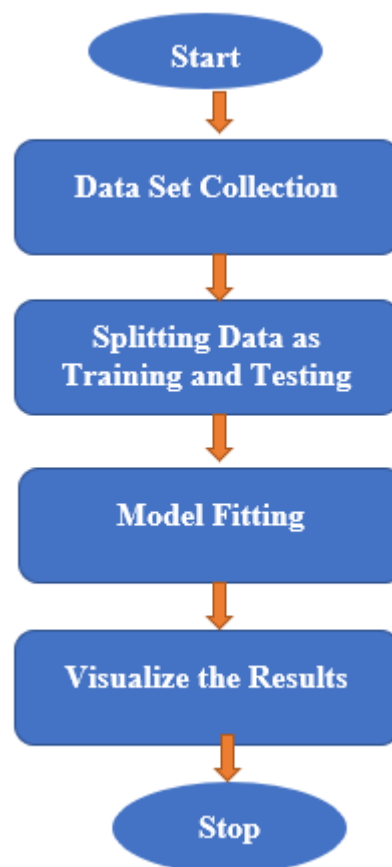 Start
Data Set Collection
Splitting Data as
Training and Testing
Model Fitting
Visualize the Results
Stop